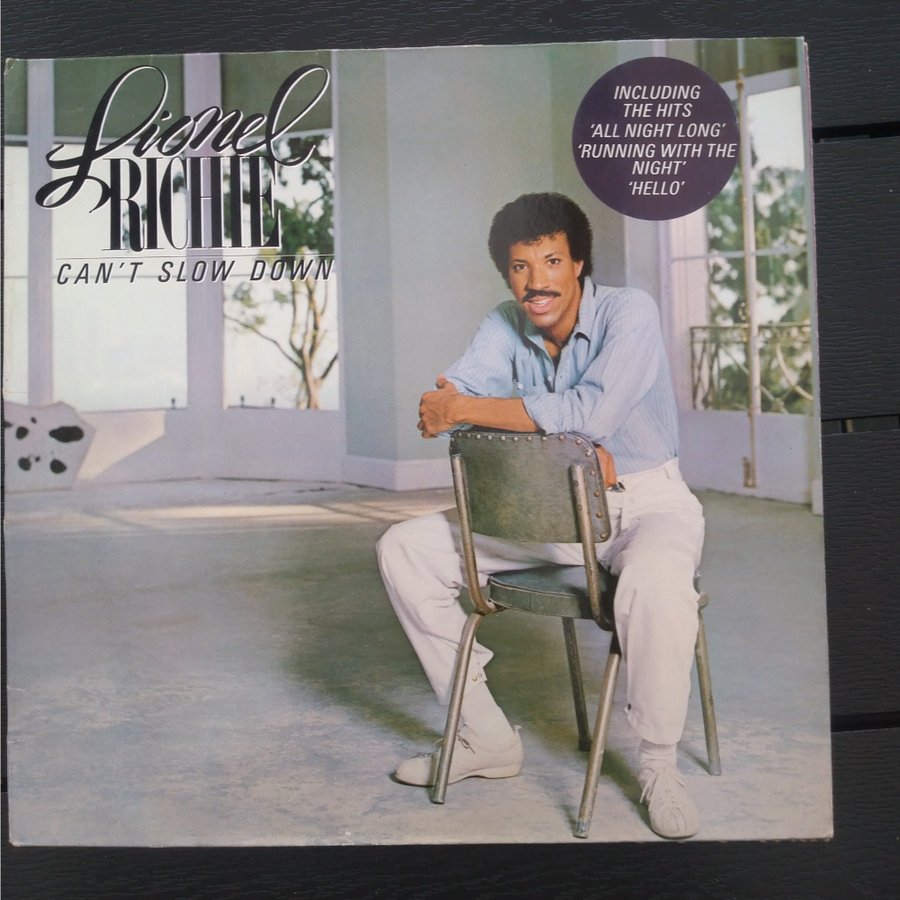 Lionel
RICHIE
CAN'T SLOW DOWN
INCLUDING
THE HITS
'ALL NIGHT LONG'
'RUNNING WITH THE
NIGHT'
'HELLO'